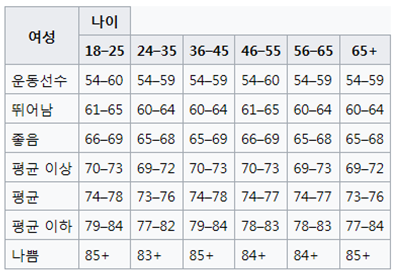 여성 나이
18–25 24–35 36–45 46–55 56–65 65+
운동선수 54–60 54–59 54–59 54–60 54–59 54–59
뛰어남 61–65 60–64 60–64 61–65 60–64 60–64
좋음 66–69 65–68 65–69 66–69 65–68 65–68
평균 이상 70–73 69–72 70–73 70–73 69–73 69–72
평균 74–78 73–76 74–78 74–77 74–77 73–76
평균 이하 79–84 77–82 79–84 78–83 78–83 77–84
나쁨 85+ 83+ 85+ 84+ 84+ 85+